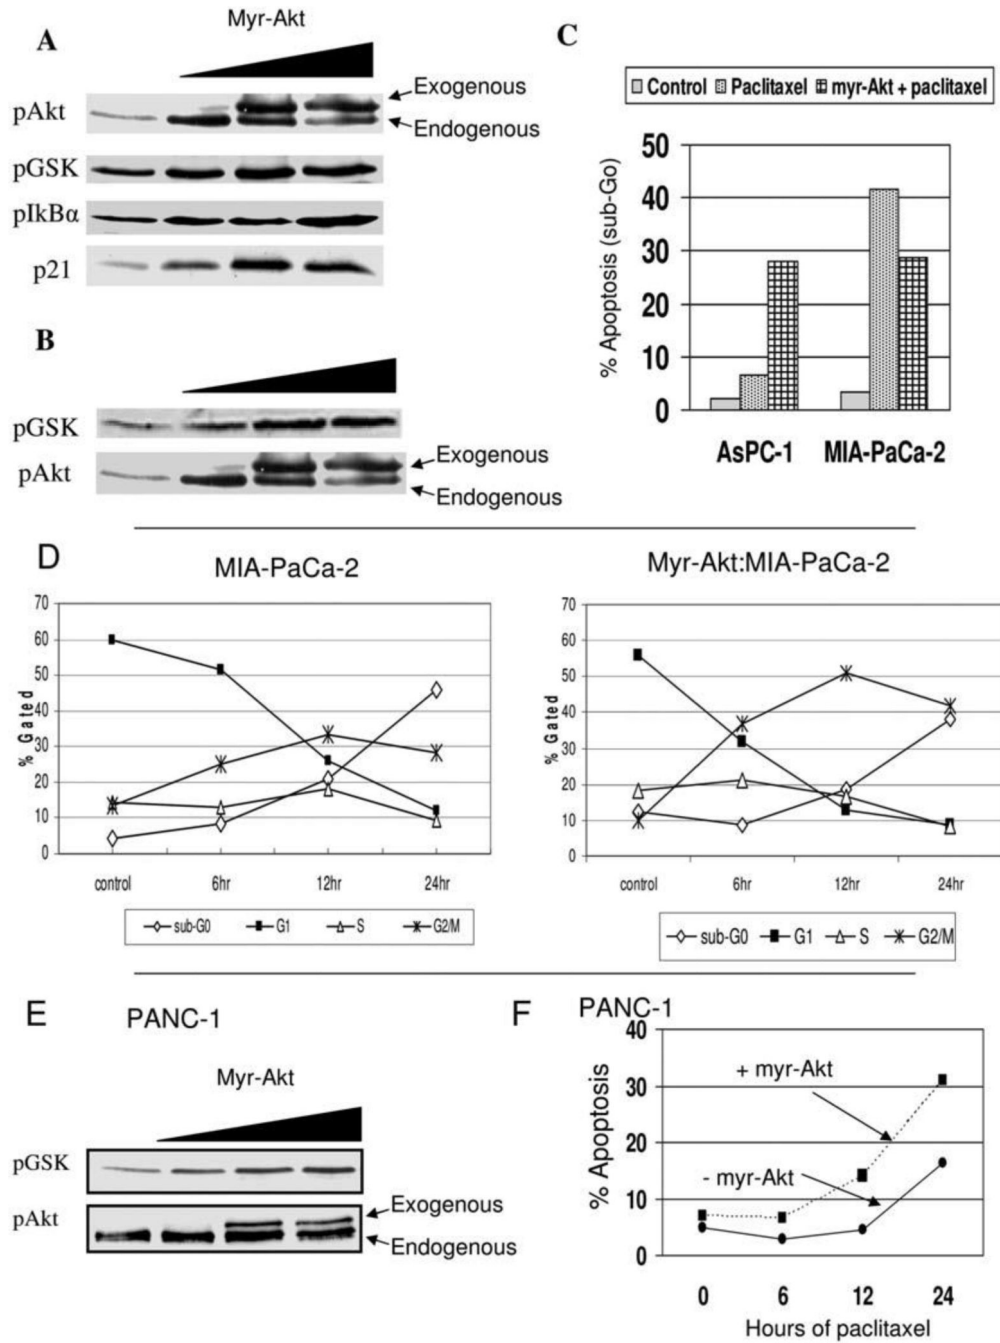 A
Myr-Akt
pAkt
Exogenous
Endogenous
pGSK
pIkBα
p21
B
pGSK
pAkt
Exogenous
Endogenous
C
Control Paclitaxel myr-Akt + paclitaxel
% Apoptosis (sub-Go)
50
40
30
20
10
0
AsPC-1 MIA-PaCa-2
D
MIA-PaCa-2
% Gated
70
60
50
40
30
20
10
0
control 6hr 12hr 24hr
sub-G0 G1 S G2/M
Myr-Akt:MIA-PaCa-2
% Gated
70
60
50
40
30
20
10
0
control 6hr 12hr 24hr
sub-G0 G1 S G2/M
E PANC-1
Myr-Akt
pGSK
pAkt
Exogenous
Endogenous
F PANC-1
% Apoptosis
40
30
20
10
0
+ myr-Akt
- myr-Akt
0 6 12 24
Hours of paclitaxel